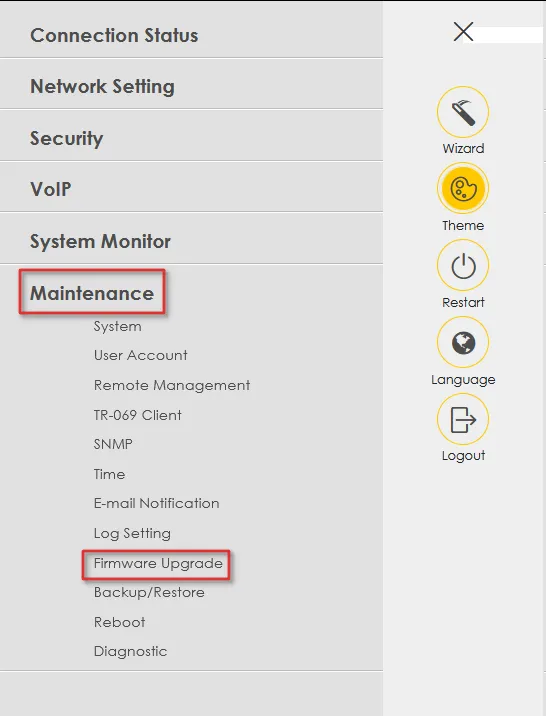 Connection Status
Network Setting
Security
VoIP
System Monitor
Maintenance
System
User Account
Remote Management
TR-069 Client
SNMP
Time
E-mail Notification
Log Setting
Firmware Upgrade
Backup/Restore
Reboot
Diagnostic
Wizard
Theme
Restart
Language
Logout